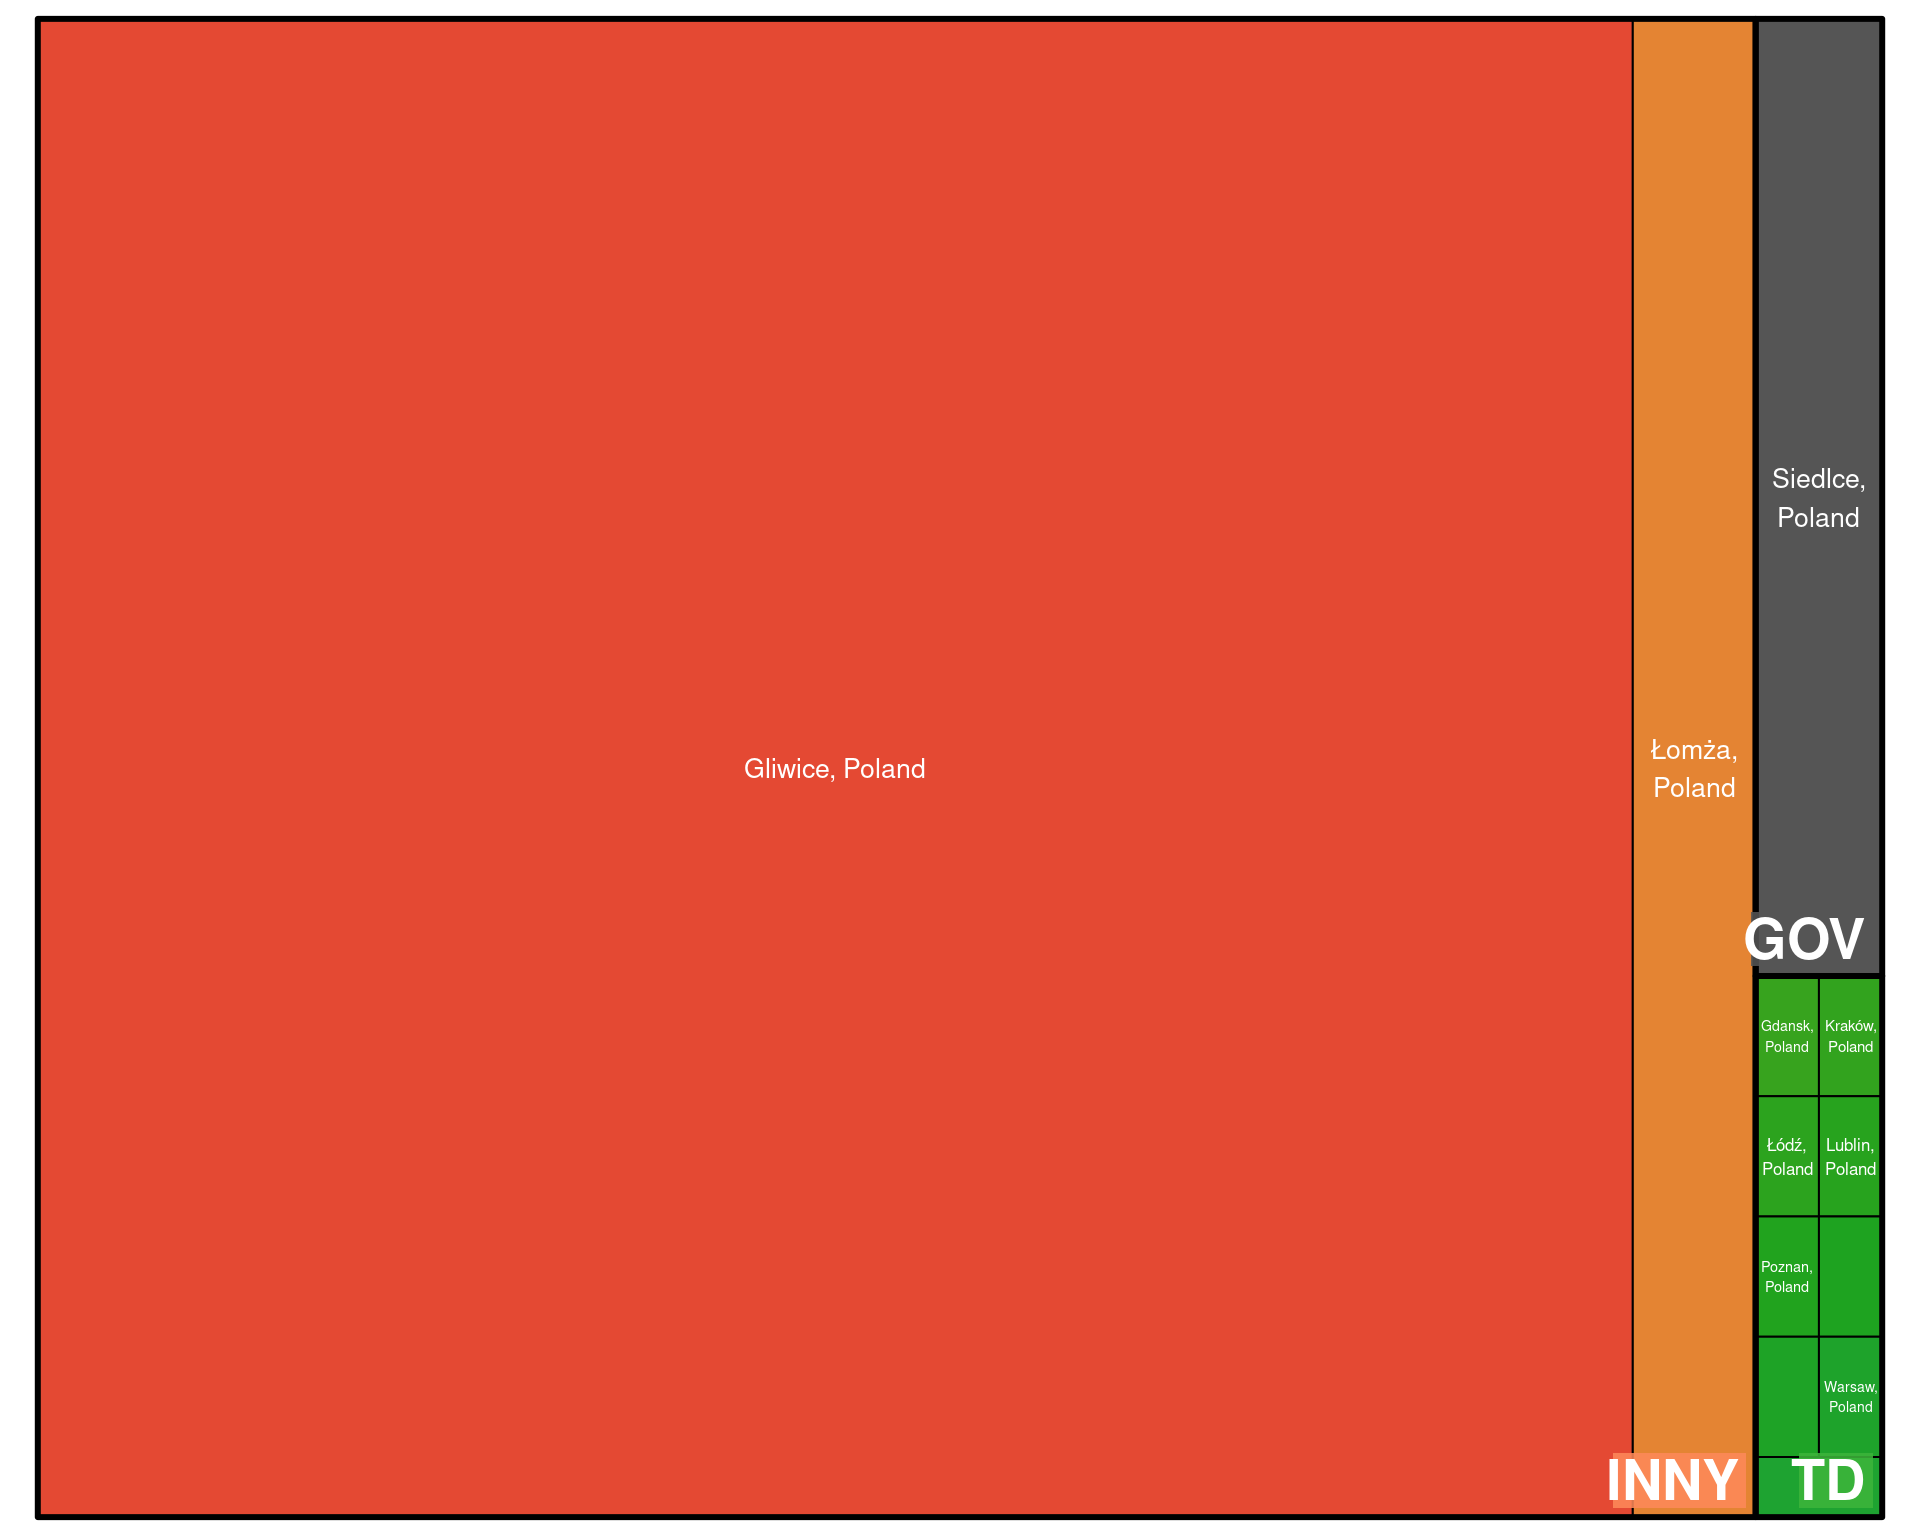 Gliwice, Poland
Łomża,
Poland
INNY
Siedlce,
Poland
GOV
Gdansk,
Poland
Kraków,
Poland
Łódź,
Poland
Lublin,
Poland
Poznan,
Poland
Warsaw,
Poland
TD